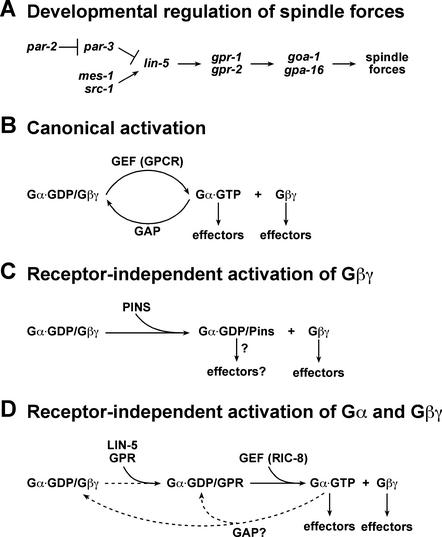 A Developmental regulation of spindle forces
par-2 par-3 lin-5 gpr-1 goa-1 spindle
mes-1 gpr-2 gpa-16 forces
src-1
B Canonical activation
GEF (GPCR)
Gα·GDP/Gβγ Gα·GTP + Gβγ
GAP effectors effectors
C Receptor-independent activation of Gβγ
PINS
Gα·GDP/Gβγ Gα·GDP/Pins + Gβγ
?
effectors? effectors
D Receptor-independent activation of Gα and Gβγ
LIN-5
GPR GEF (RIC-8)
Gα·GDP/Gβγ Gα·GDP/GPR Gα·GTP + Gβγ
GAP? effectors effectors